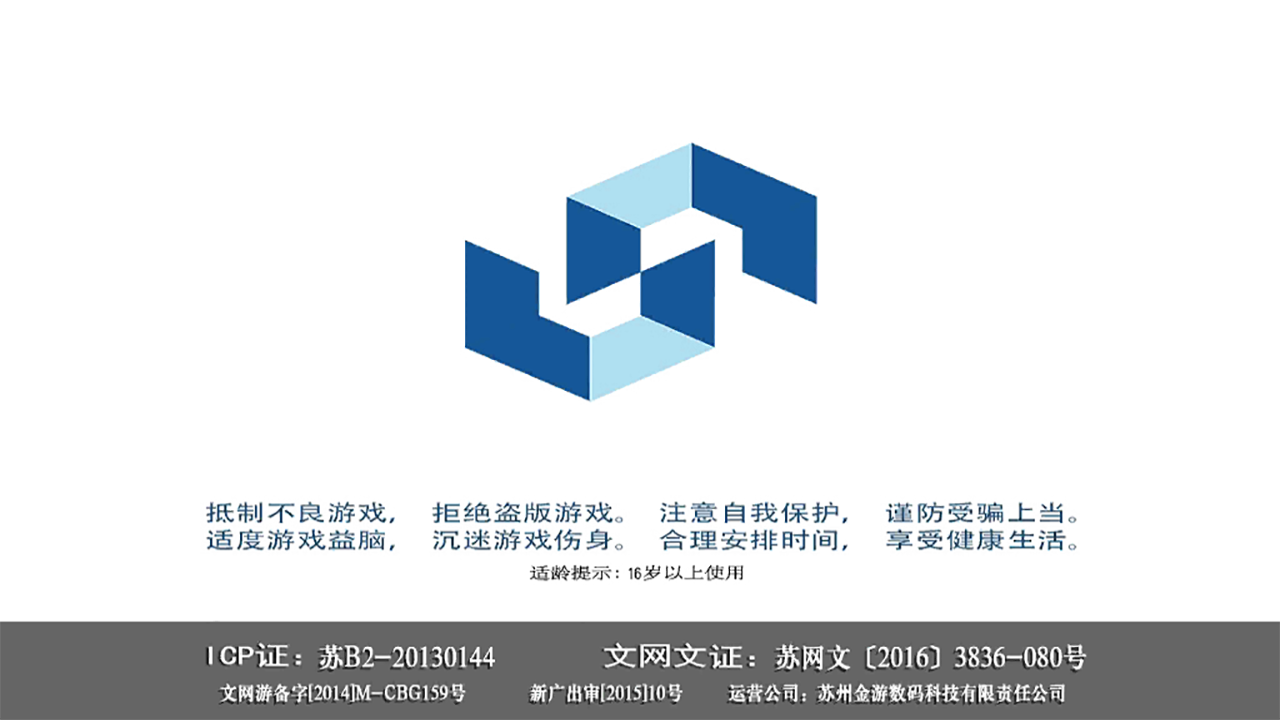 抵制不良游戏, 拒绝盗版游戏。 注意自我保护, 谨防受骗上当。
适度游戏益脑, 沉迷游戏伤身。 合理安排时间, 享受健康生活。
适龄提示: 16岁以上使用
ICP证: 苏B2-20130144 文网文证: 苏网文〔2016〕3836-080号
文网游备字[2014]M-CBG159号 新广出审[2015]10号 运营公司: 苏州金游数码科技有限责任公司